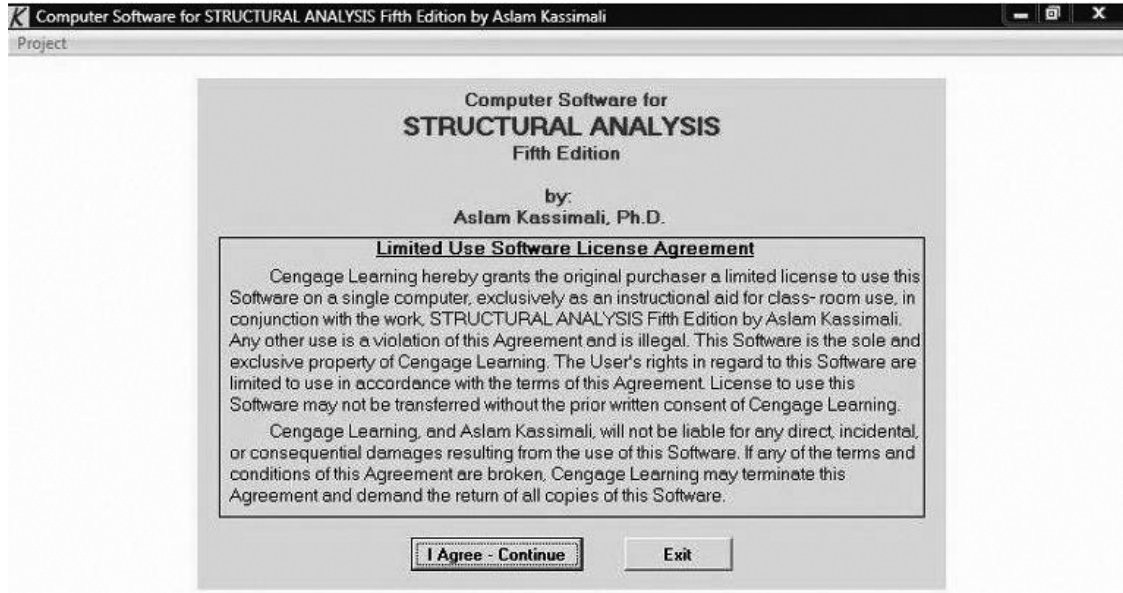 K Computer Software for STRUCTURAL ANALYSIS Fifth Edition by Aslam Kassimali
Project
Computer Software for
STRUCTURAL ANALYSIS
Fifth Edition
by:
Aslam Kassimali, Ph.D.
Limited Use Software License Agreement
Cengage Learning hereby grants the original purchaser a limited license to use this
Software on a single computer, exclusively as an instructional aid for class- room use, in
conjunction with the work, STRUCTURAL ANALYSIS Fifth Edition by Aslam Kassimali.
Any other use is a violation of this Agreement and is illegal. This Software is the sole and
exclusive property of Cengage Learning. The User's rights in regard to this Software are
limited to use in accordance with the terms of this Agreement. License to use this
Software may not be transferred without the prior written consent of Cengage Learning.
Cengage Learning, and Aslam Kassimali, will not be liable for any direct, incidental,
or consequential damages resulting from the use of this Software. If any of the terms and
conditions of this Agreement are broken, Cengage Learning may terminate this
Agreement and demand the return of all copies of this Software.
I Agree - Continue Exit